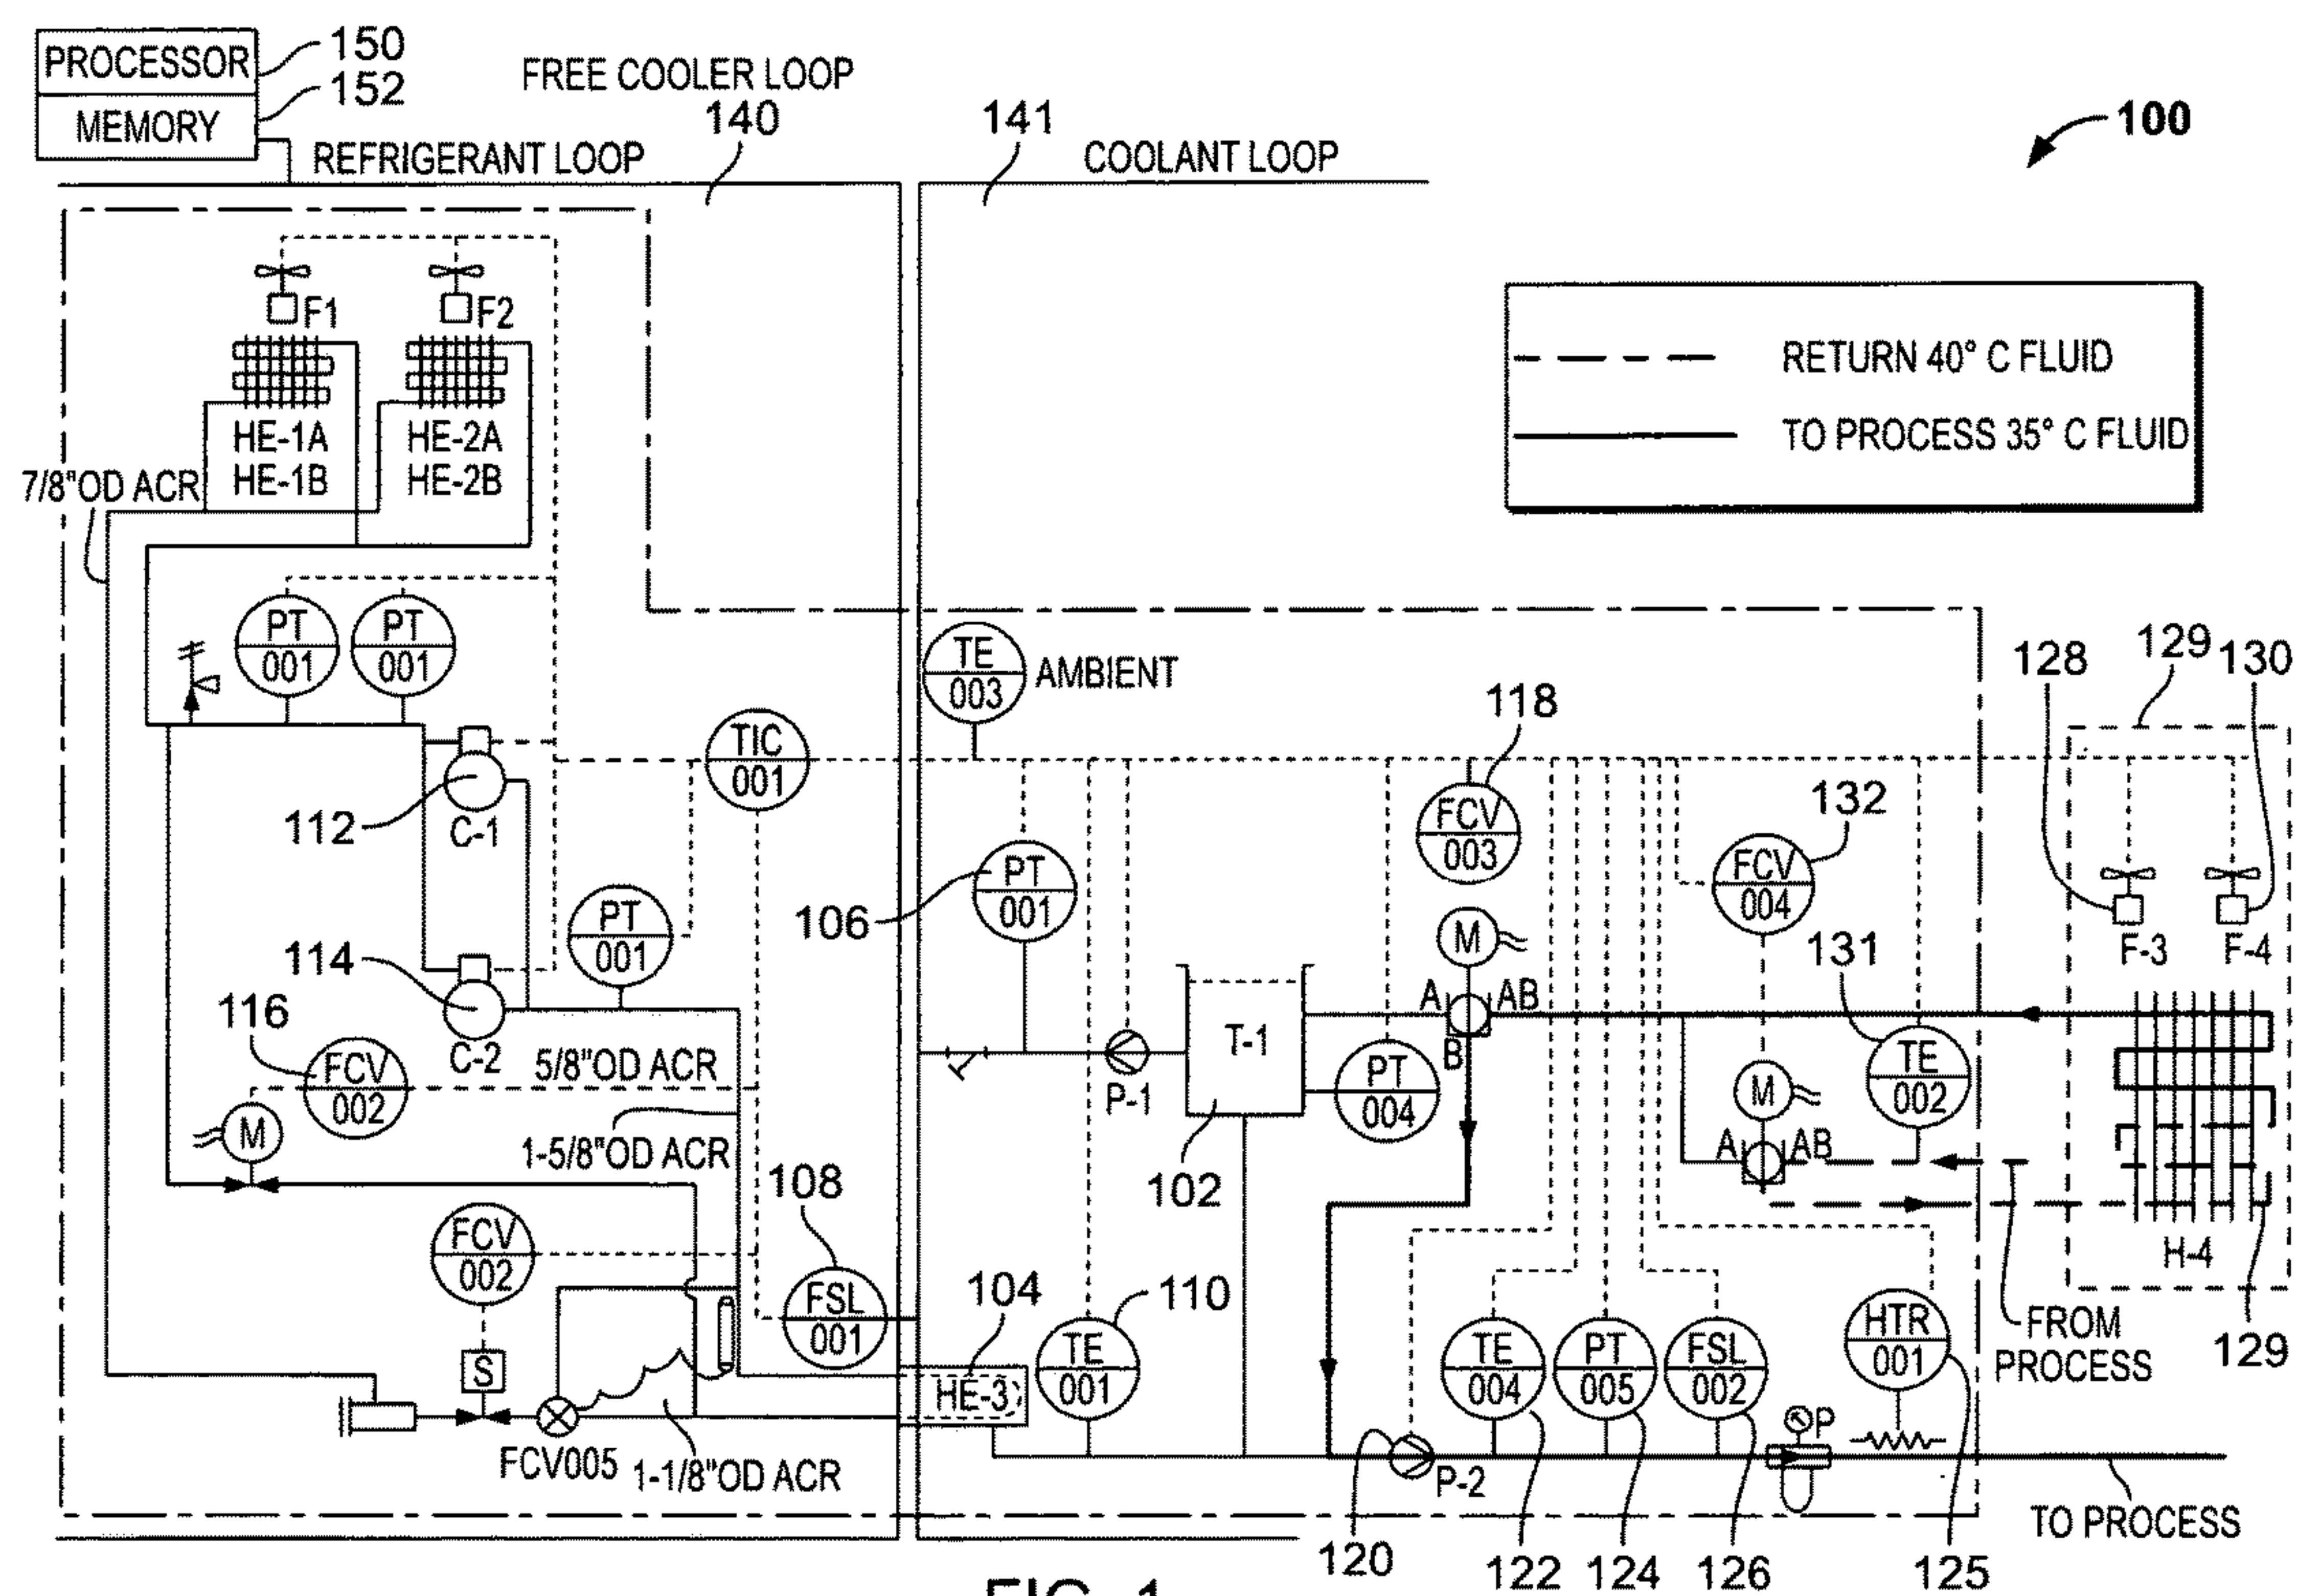 PROCESSOR
150
MEMORY
152
FREE COOLER LOOP
140
REFRIGERANT LOOP
141
COOLANT LOOP
100
RETURN 40° C FLUID
TO PROCESS 35° C FLUID
F1
F2
HE-1A
HE-1B
HE-2A
HE-2B
7/8"OD ACR
PT
001
PT
001
TE
003
AMBIENT
TIC
001
112
C-1
114
C-2
116
FCV
002
M
PT
001
5/8"OD ACR
1-5/8"OD ACR
FCV
002
S
FCV005
1-1/8"OD ACR
108
FSL
001
104
HE-3
106
PT
001
P-1
T-1
102
110
TE
001
118
FCV
003
M
A
AB
B
PT
004
132
FCV
004
M
A
AB
131
TE
002
128
129
130
F-3
F-4
H-4
129
FROM
PROCESS
120
P-2
TE
004
122
PT
005
124
FSL
002
126
P
HTR
001
125
TO PROCESS